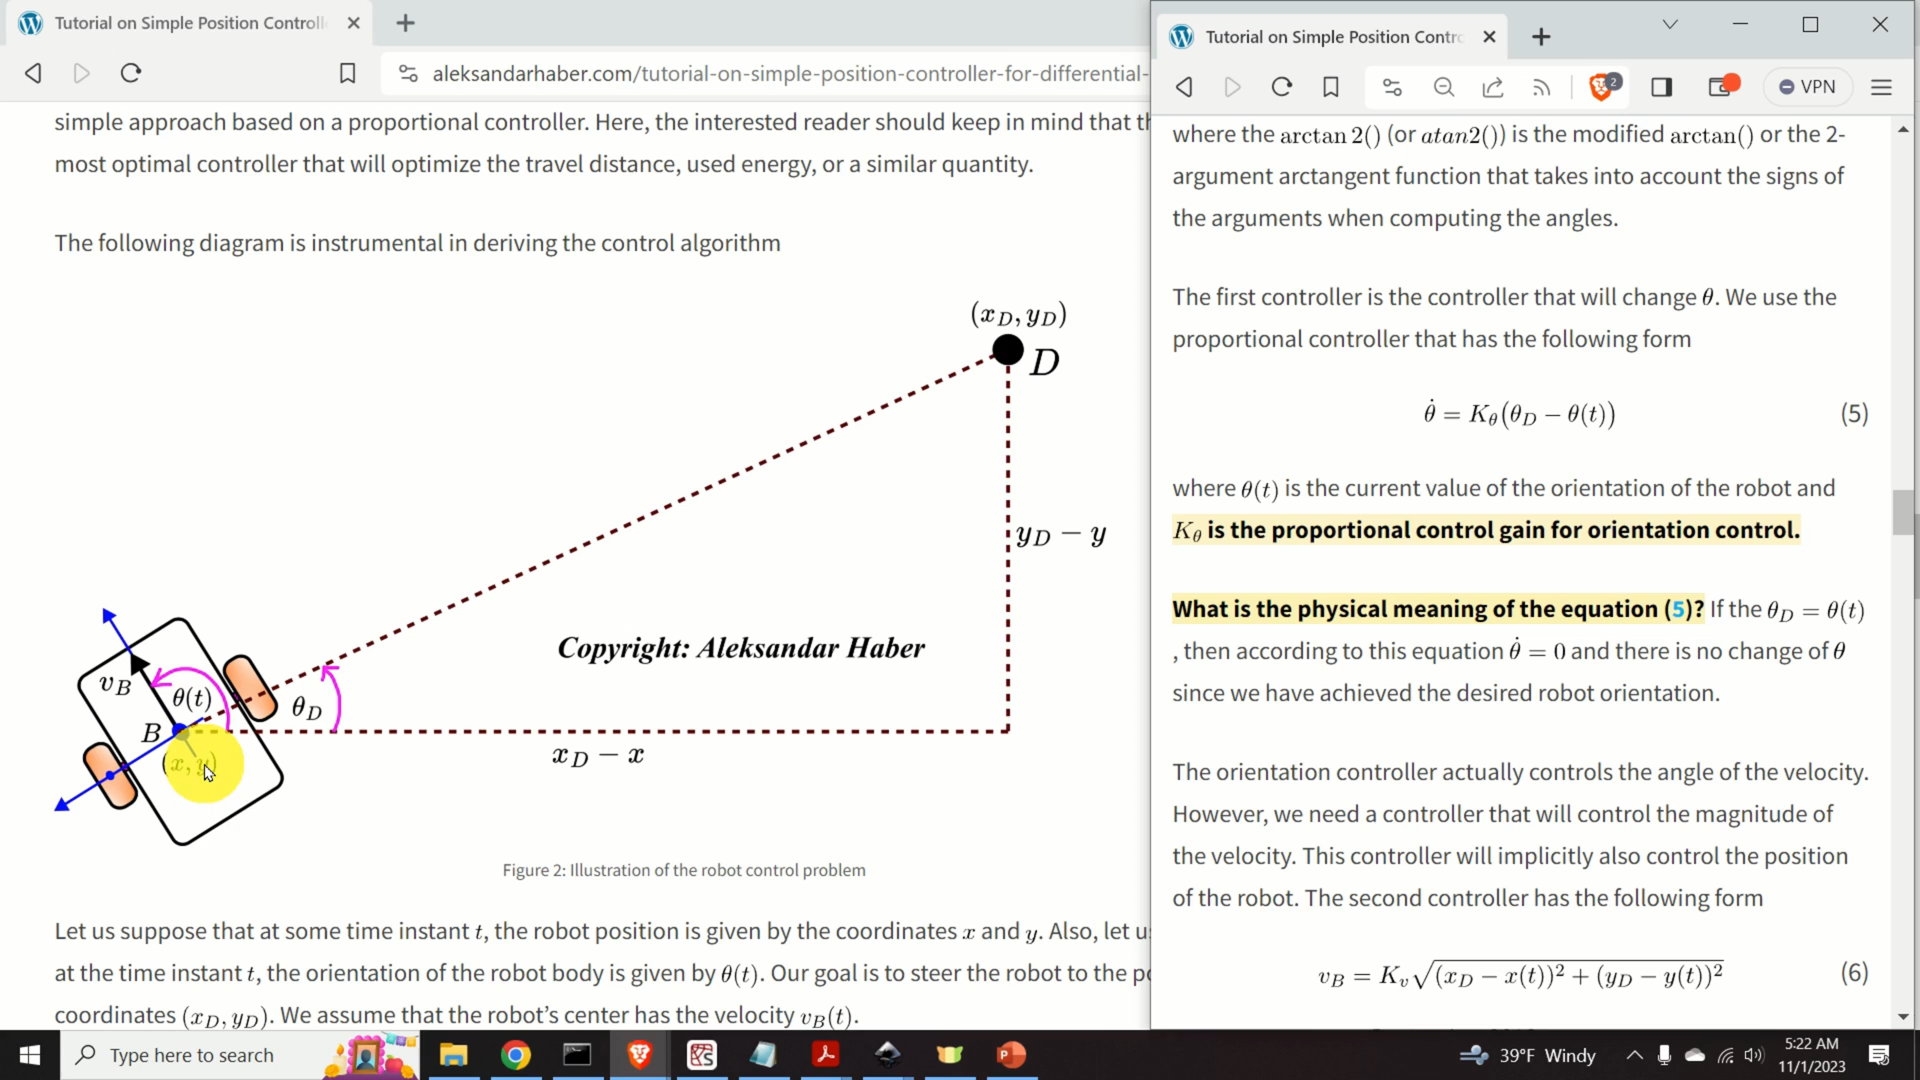 Tutorial on Simple Position Controll
aleksandarhaber.com/tutorial-on-simple-position-controller-for-differential-
simple approach based on a proportional controller. Here, the interested reader should keep in mind that th
most optimal controller that will optimize the travel distance, used energy, or a similar quantity.
The following diagram is instrumental in deriving the control algorithm
(x_D, y_D)
D
y_D − y
Copyright: Aleksandar Haber
v_B
θ(t)
θ_D
B
(x, y)
x_D − x
Figure 2: Illustration of the robot control problem
Let us suppose that at some time instant t, the robot position is given by the coordinates x and y. Also, let u
at the time instant t, the orientation of the robot body is given by θ(t). Our goal is to steer the robot to the po
coordinates (x_D, y_D). We assume that the robot's center has the velocity v_B(t).
Tutorial on Simple Position Contro
2
VPN
where the arctan 2() (or atan2()) is the modified arctan() or the 2-
argument arctangent function that takes into account the signs of
the arguments when computing the angles.
The first controller is the controller that will change θ. We use the
proportional controller that has the following form
θ̇ = K_θ(θ_D − θ(t)) (5)
where θ(t) is the current value of the orientation of the robot and
K_θ is the proportional control gain for orientation control.
What is the physical meaning of the equation (5)? If the θ_D = θ(t)
, then according to this equation θ̇ = 0 and there is no change of θ
since we have achieved the desired robot orientation.
The orientation controller actually controls the angle of the velocity.
However, we need a controller that will control the magnitude of
the velocity. This controller will implicitly also control the position
of the robot. The second controller has the following form
v_B = K_v√((x_D − x(t))² + (y_D − y(t))²) (6)
Type here to search
39°F Windy
5:22 AM
11/1/2023